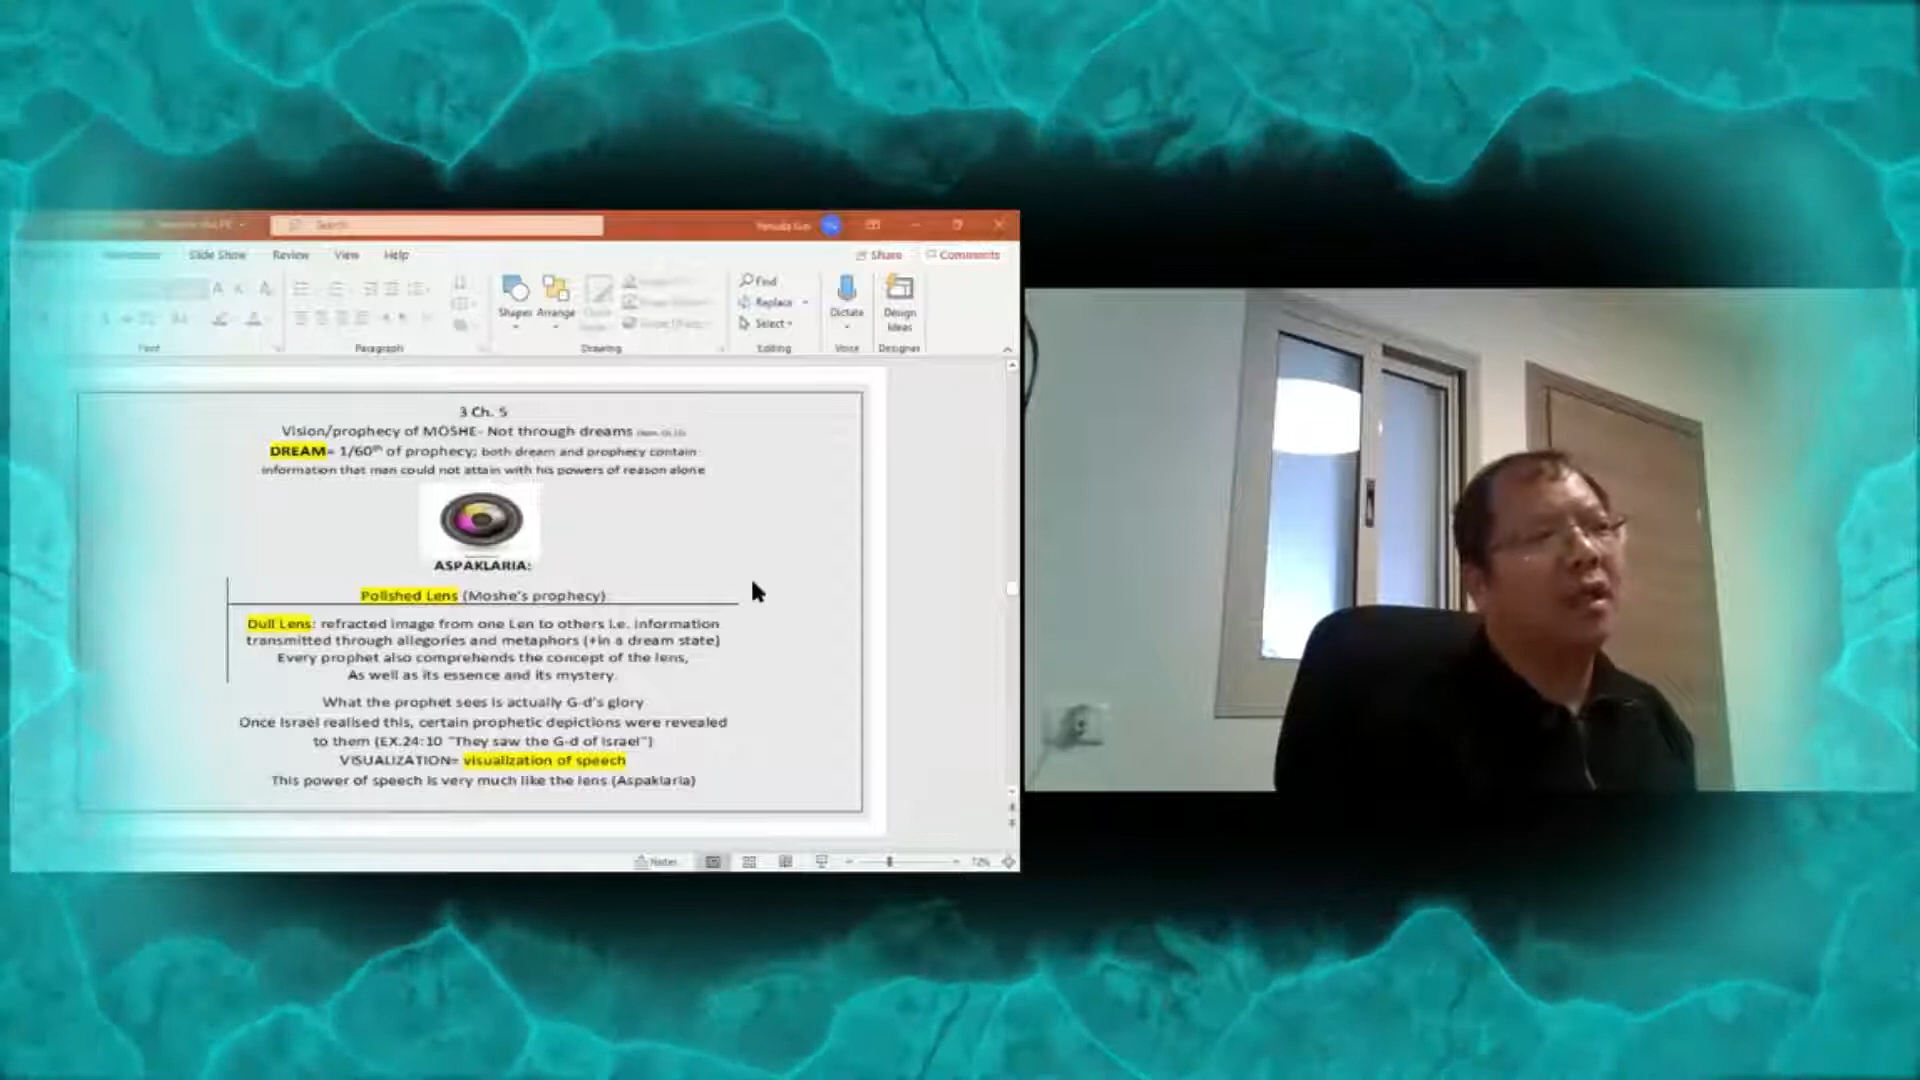 Search
Yehuda Gur
Slide Show Review View Help Share Comments
Find
Replace
Select
Shapes Arrange
Dictate
Design
Ideas
Font Paragraph Drawing Editing Voice Designer
3 Ch. 5
Vision/prophecy of MOSHE- Not through dreams
DREAM= 1/60th of prophecy; both dream and prophecy contain
information that man could not attain with his powers of reason alone
ASPAKLARIA:
Polished Lens (Moshe's prophecy)
Dull Lens: refracted image from one Len to others i.e. information
transmitted through allegories and metaphors (+in a dream state)
Every prophet also comprehends the concept of the lens,
As well as its essence and its mystery.
What the prophet sees is actually G-d's glory
Once Israel realised this, certain prophetic depictions were revealed
to them (EX.24:10 "They saw the G-d of Israel")
VISUALIZATION= visualization of speech
This power of speech is very much like the lens (Aspaklaria)
Notes 72%